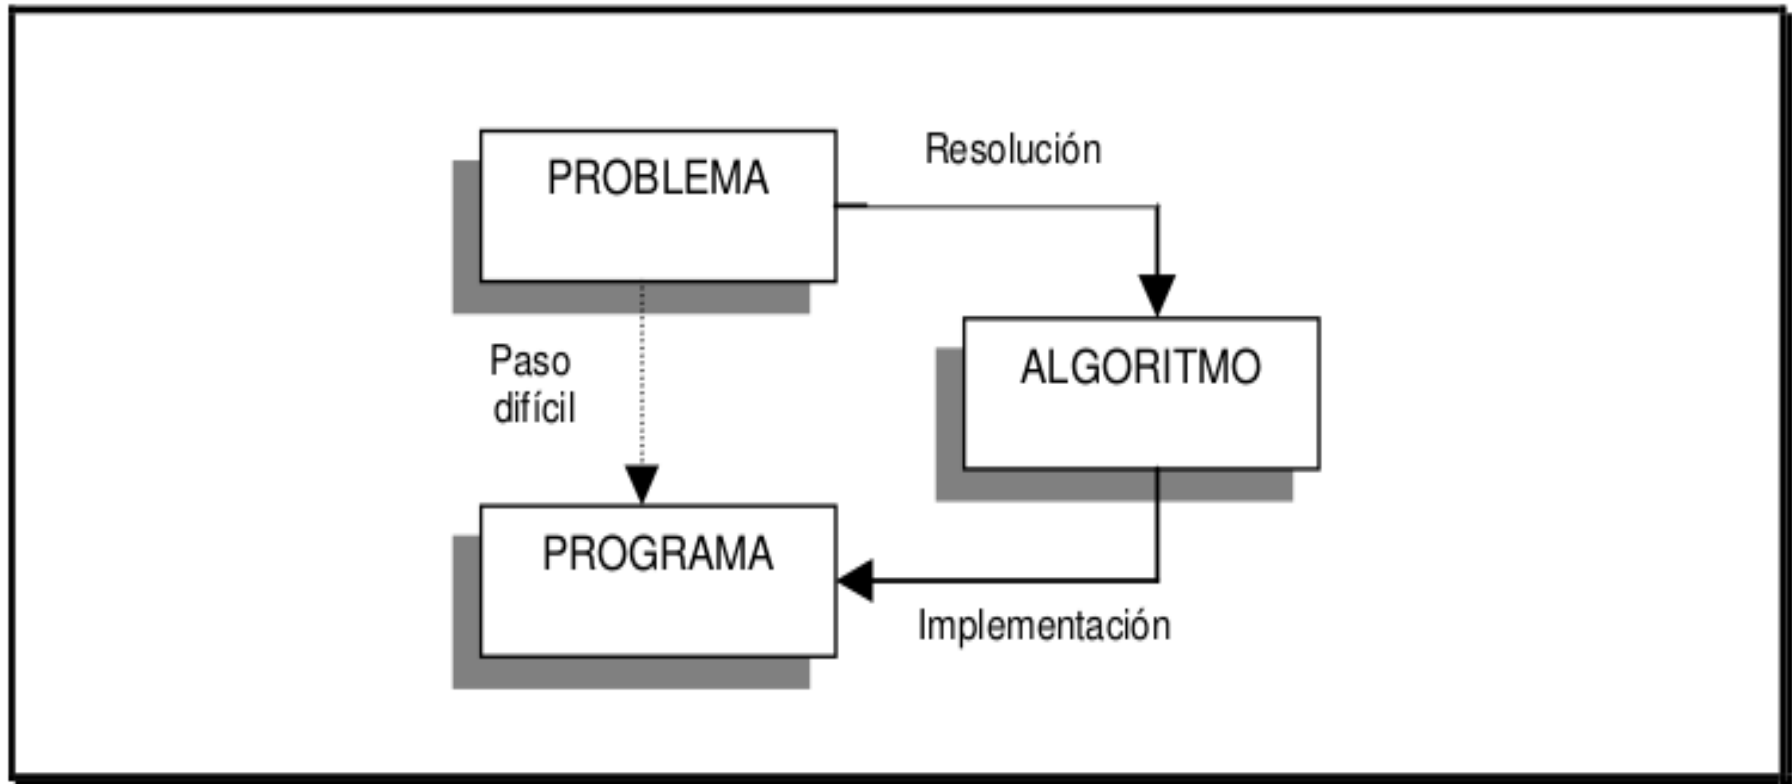 PROBLEMA
Resolución
Paso
difícil
ALGORITMO
PROGRAMA
Implementación